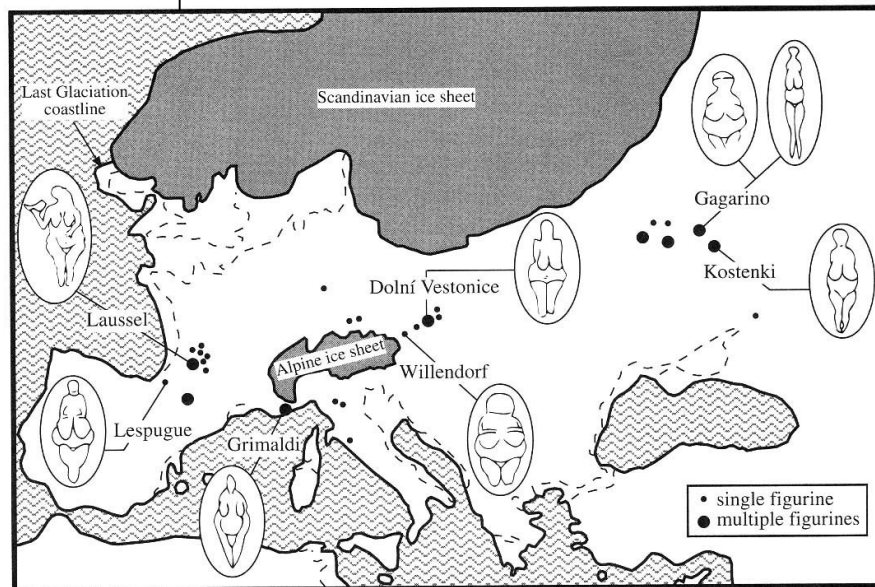 Last Glaciation
coastline
Scandinavian ice sheet
Gagarino
Kostenki
Dolní Vestonice
Laussel
Alpine ice sheet
Willendorf
Lespugue
Grimaldi
single figurine
multiple figurines